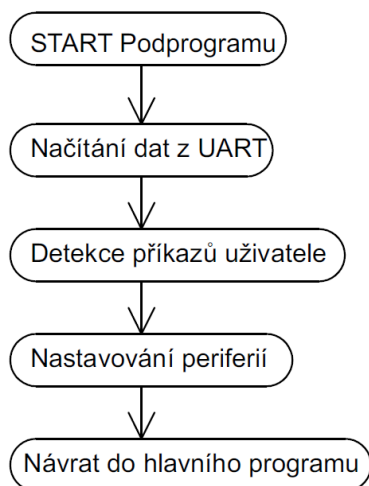 START Podprogramu
Načítání dat z UART
Detekce příkazů uživatele
Nastavování periferií
Návrat do hlavního programu